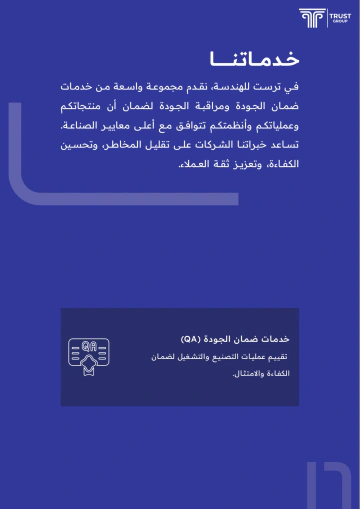 TRUST
GROUP
خدماتنا
في ترست للهندسة، نقدم مجموعة واسعة من خدمات
ضمان الجودة ومراقبة الجودة لضمان أن منتجاتكم
وعملياتكم وأنظمتكم تتوافق مع أعلى معايير الصناعة.
تساعد خبراتنا الشركات على تقليل المخاطر، وتحسين
الكفاءة، وتعزيز ثقة العملاء.
خدمات ضمان الجودة (QA)
QA
تقييم عمليات التصنيع والتشغيل لضمان
الكفاءة والامتثال.